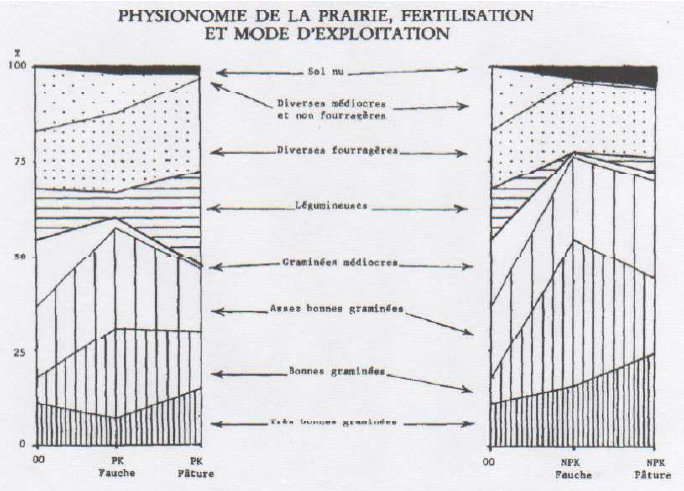 PHYSIONOMIE DE LA PRAIRIE, FERTILISATION
ET MODE D'EXPLOITATION
%
100
75
50
25
0
Sol nu
Diverses médiocres
et non fourragères
Diverses fourragères
Légumineuses
Graminées médiocres
Assez bonnes graminées
Bonnes graminées
Très bonnes graminées
OO
PK
Fauche
PK
Pâture
OO
NPK
Fauche
NPK
Pâture